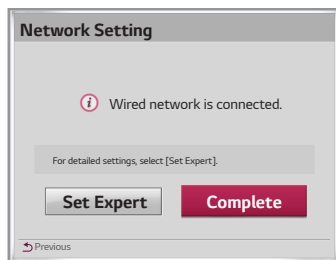 Network Setting
Wired network is connected.
For detailed settings, select [Set Expert].
Set Expert Complete
Previous